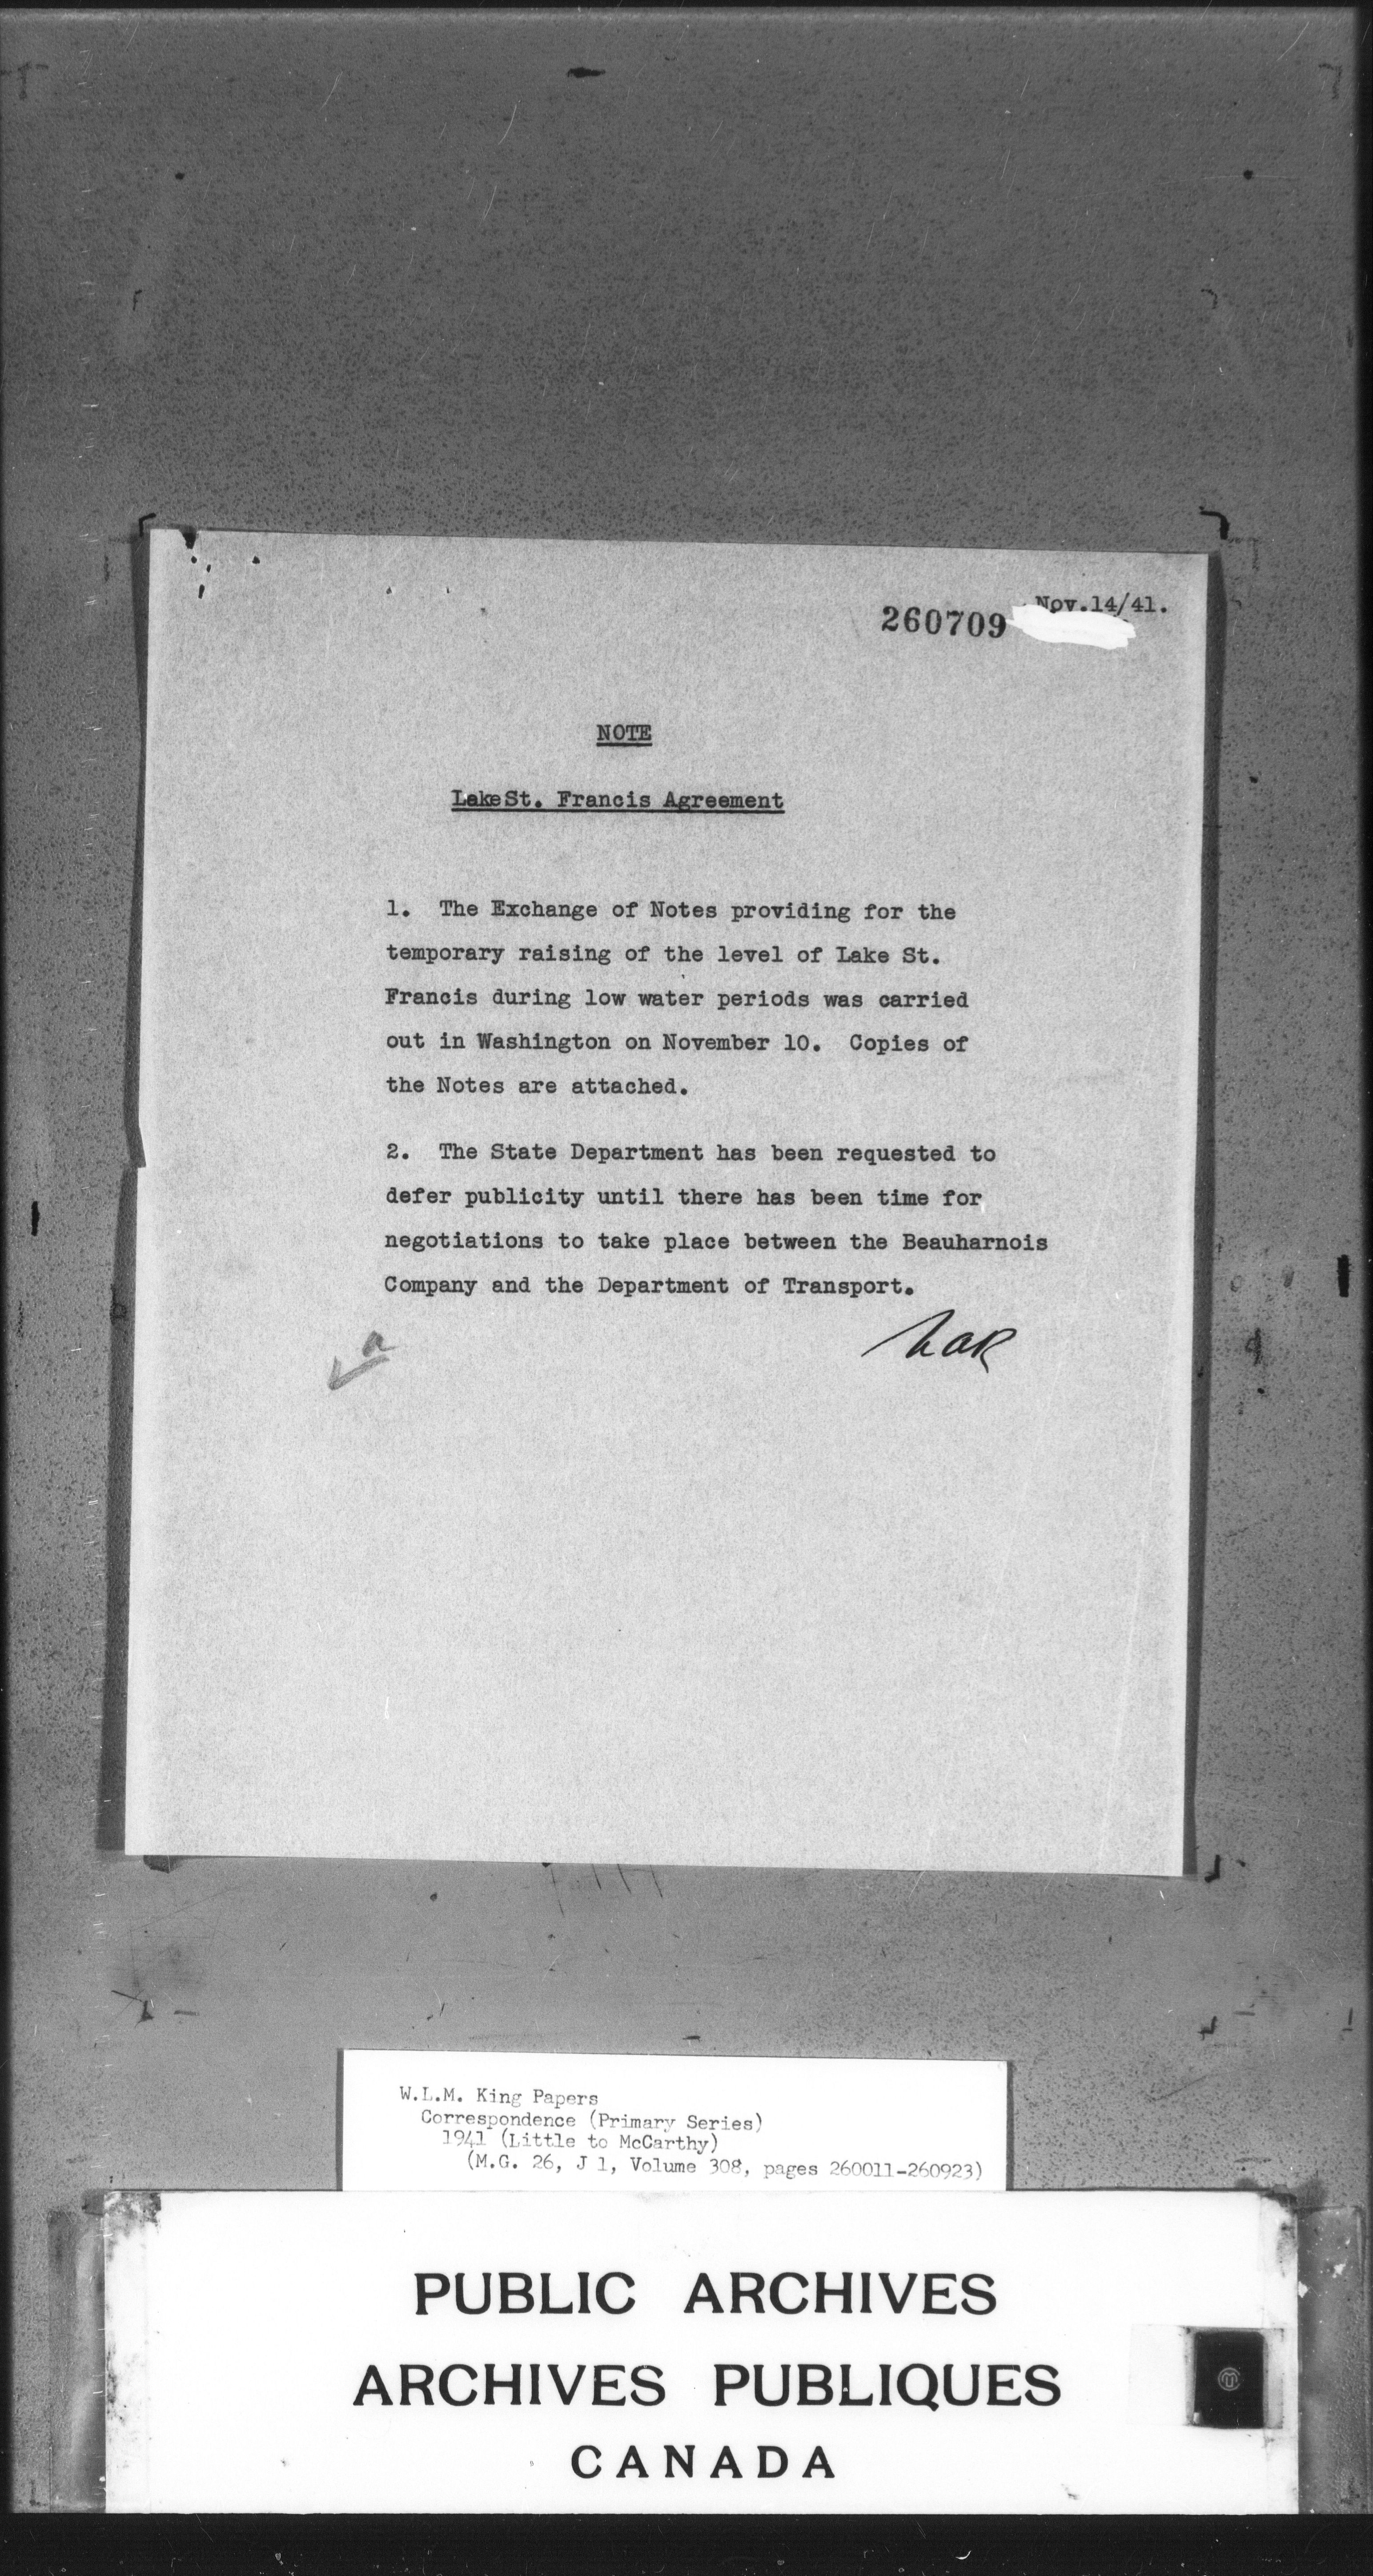 Nov.14/41.
260709
NOTE
Lake St. Francis Agreement
1. The Exchange of Notes providing for the
temporary raising of the level of Lake St.
Francis during low water periods was carried
out in Washington on November 10. Copies of
the Notes are attached.
2. The State Department has been requested to
defer publicity until there has been time for
negotiations to take place between the Beauharnois
Company and the Department of Transport.
W.L.M. King Papers
Correspondence (Primary Series)
1941 (Little to McCarthy)
(M.G. 26, J 1, Volume 308, pages 260011-260923)
PUBLIC ARCHIVES
ARCHIVES PUBLIQUES
CANADA